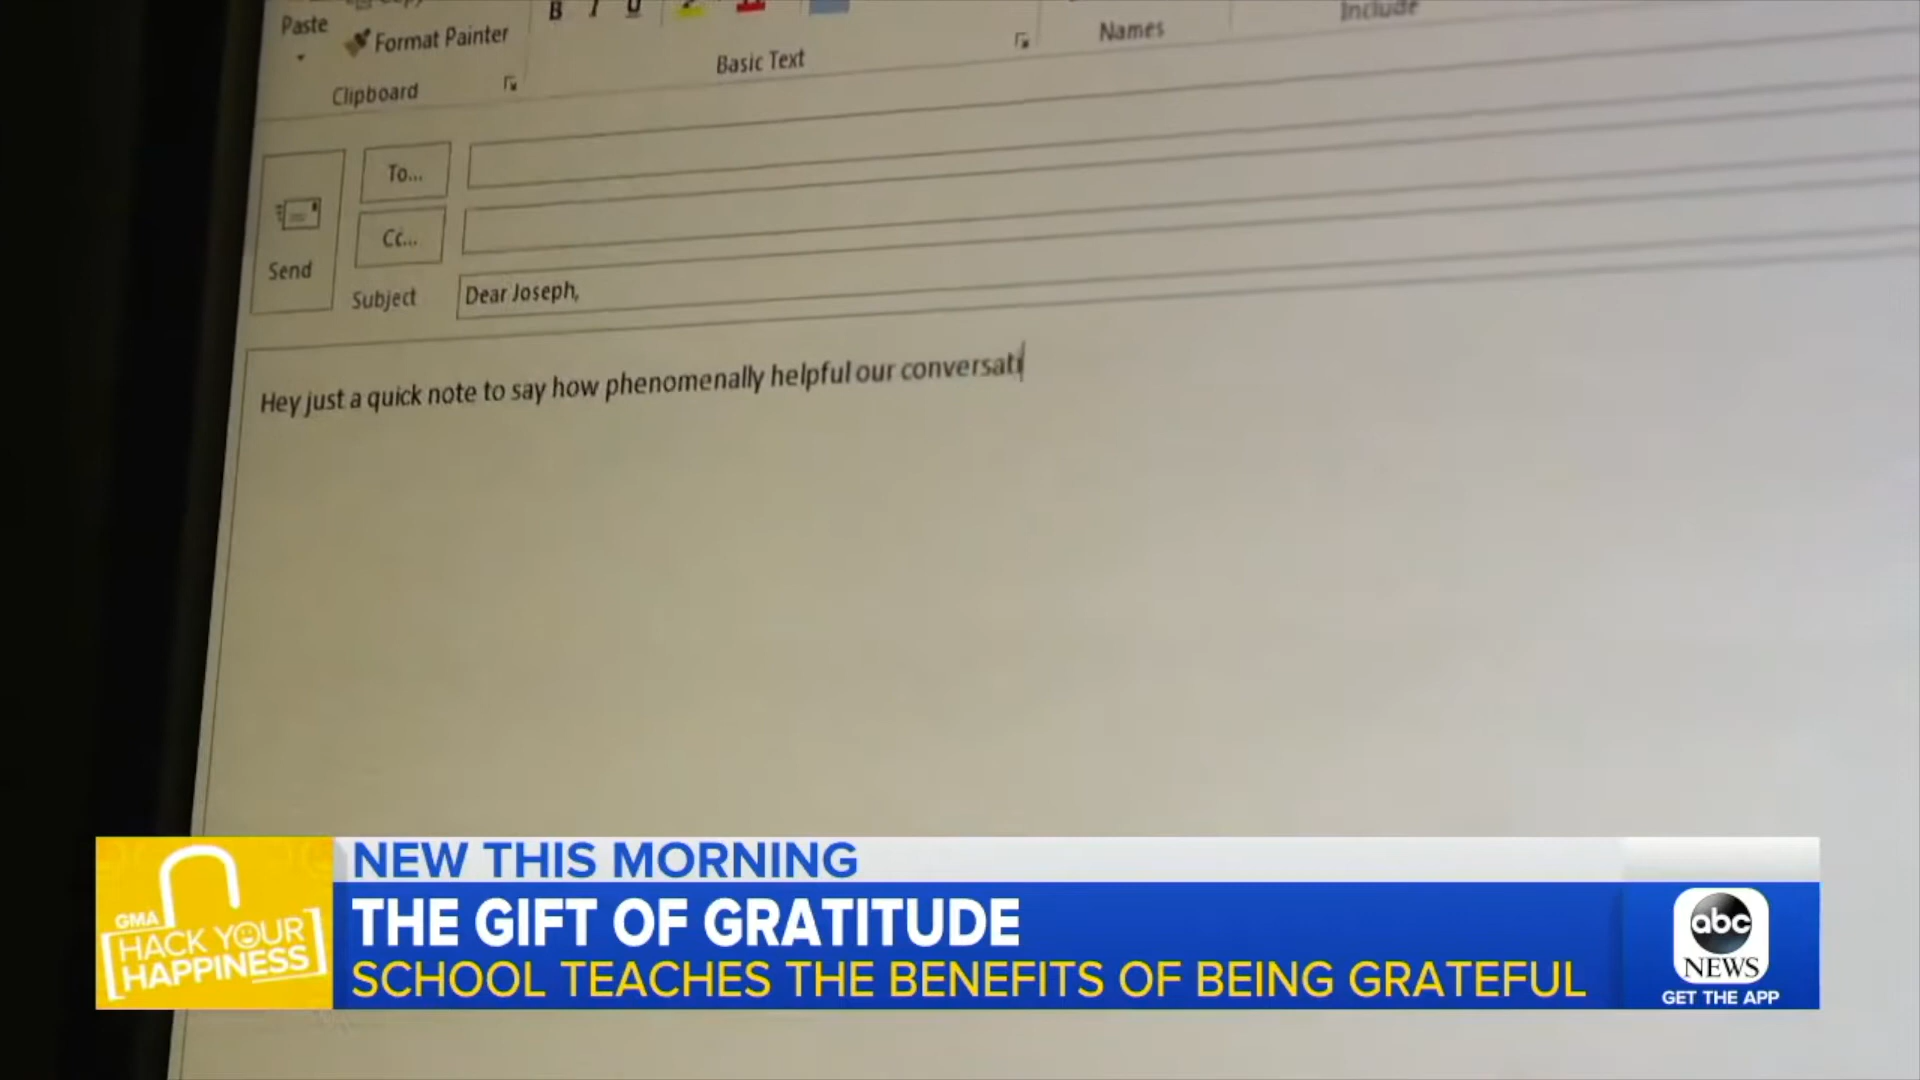 Paste
Format Painter
Clipboard
B I U
Basic Text
Names
Include
To...
Cc...
Send
Subject
Dear Joseph,
Hey just a quick note to say how phenomenally helpful our conversati
NEW THIS MORNING
THE GIFT OF GRATITUDE
SCHOOL TEACHES THE BENEFITS OF BEING GRATEFUL
GMA
HACK YOUR
HAPPINESS
abc
NEWS
GET THE APP